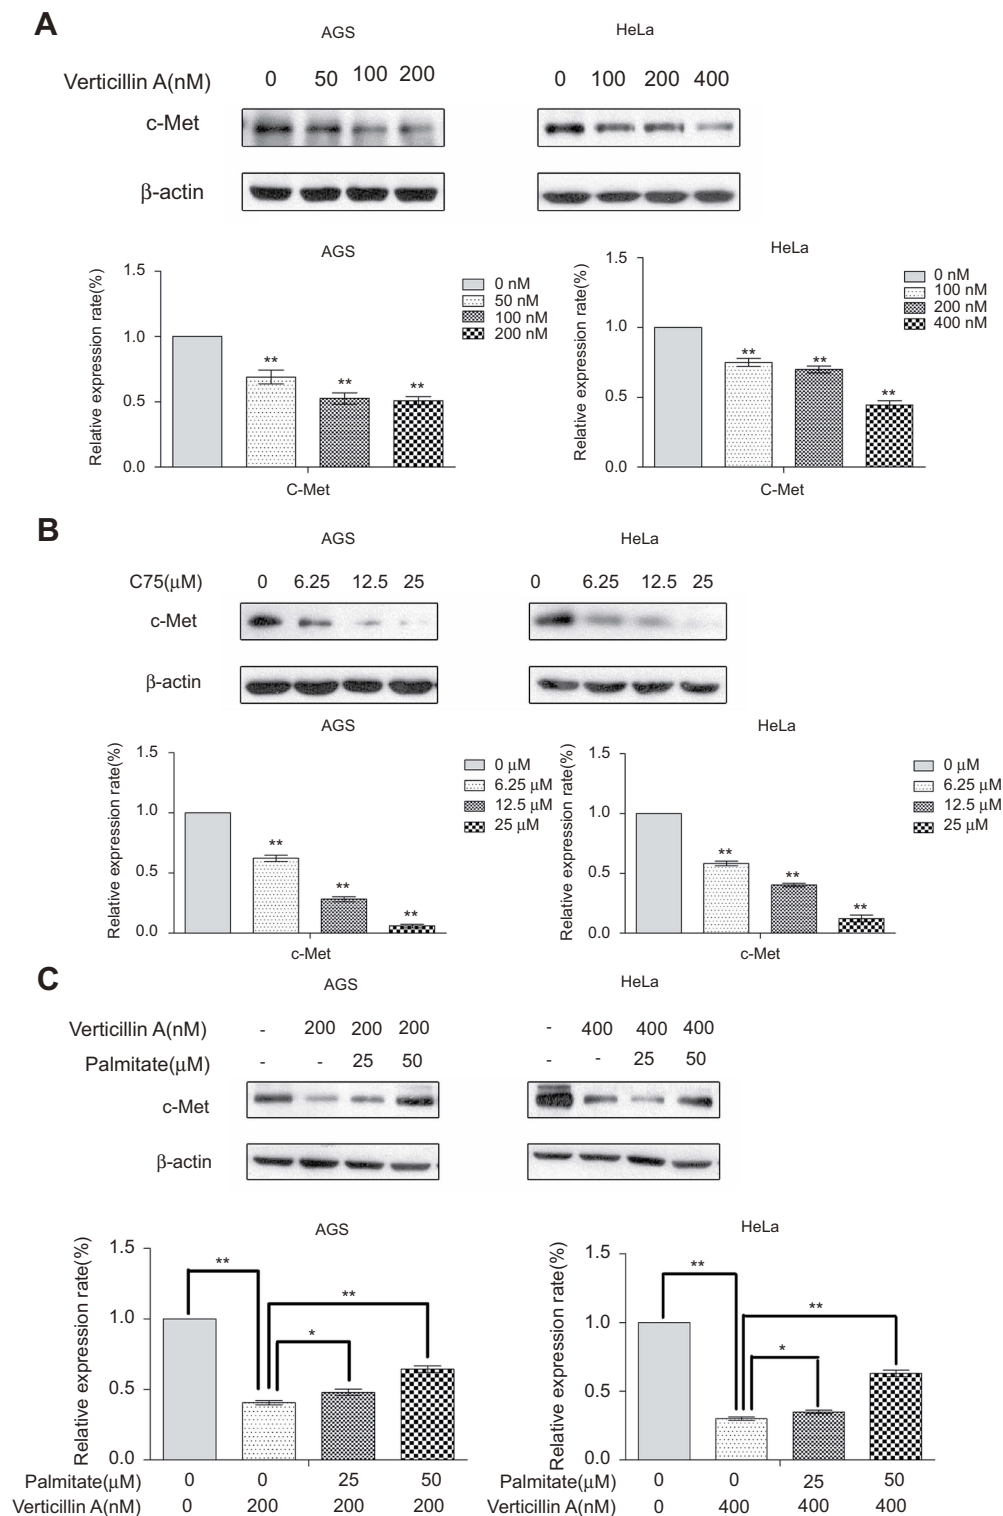 A
AGS
HeLa
Verticillin A(nM) 0 50 100 200 0 100 200 400
c-Met
β-actin
AGS
Relative expression rate(%)
1.5
1.0
0.5
0.0
** ** **
C-Met
0 nM
50 nM
100 nM
200 nM
HeLa
Relative expression rate(%)
1.5
1.0
0.5
0.0
** ** **
C-Met
0 nM
100 nM
200 nM
400 nM
B
AGS
HeLa
C75(μM) 0 6.25 12.5 25 0 6.25 12.5 25
c-Met
β-actin
AGS
Relative expression rate(%)
1.5
1.0
0.5
0.0
** ** **
c-Met
0 μM
6.25 μM
12.5 μM
25 μM
HeLa
Relative expression rate(%)
1.5
1.0
0.5
0.0
** ** **
c-Met
0 μM
6.25 μM
12.5 μM
25 μM
C
AGS
HeLa
Verticillin A(nM) - 200 200 200 - 400 400 400
Palmitate(μM) - - 25 50 - - 25 50
c-Met
β-actin
AGS
Relative expression rate(%)
1.5
1.0
0.5
0.0
**
**
*
Palmitate(μM) 0 0 25 50
Verticillin A(nM) 0 200 200 200
HeLa
Relative expression rate(%)
1.5
1.0
0.5
0.0
**
**
*
Palmitate(μM) 0 0 25 50
Verticillin A(nM) 0 400 400 400